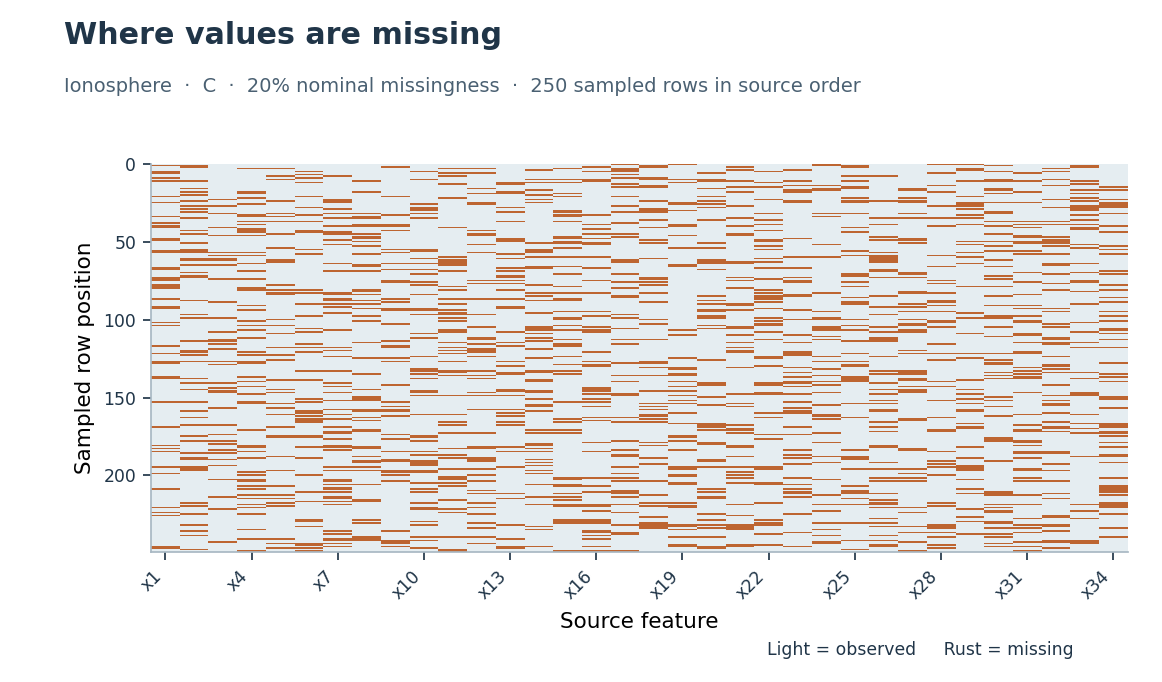 Where values are missing
Ionosphere · C · 20% nominal missingness · 250 sampled rows in source order
0
50
100
150
200
Sampled row position
x1 x4 x7 x10 x13 x16 x19 x22 x25 x28 x31 x34
Source feature
Light = observed Rust = missing